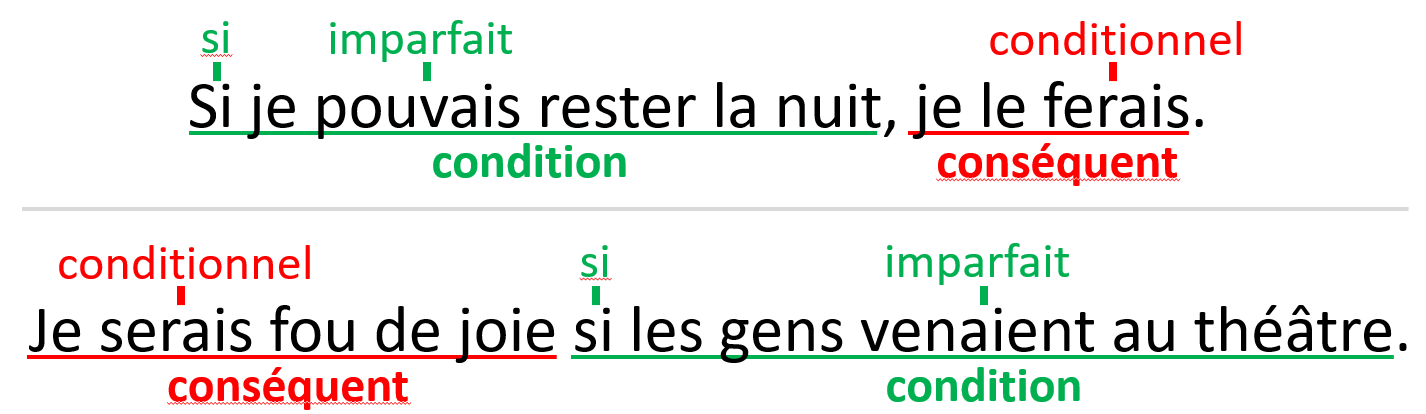 si imparfait conditionnel
Si je pouvais rester la nuit, je le ferais.
condition conséquent
conditionnel si imparfait
Je serais fou de joie si les gens venaient au théâtre.
conséquent condition